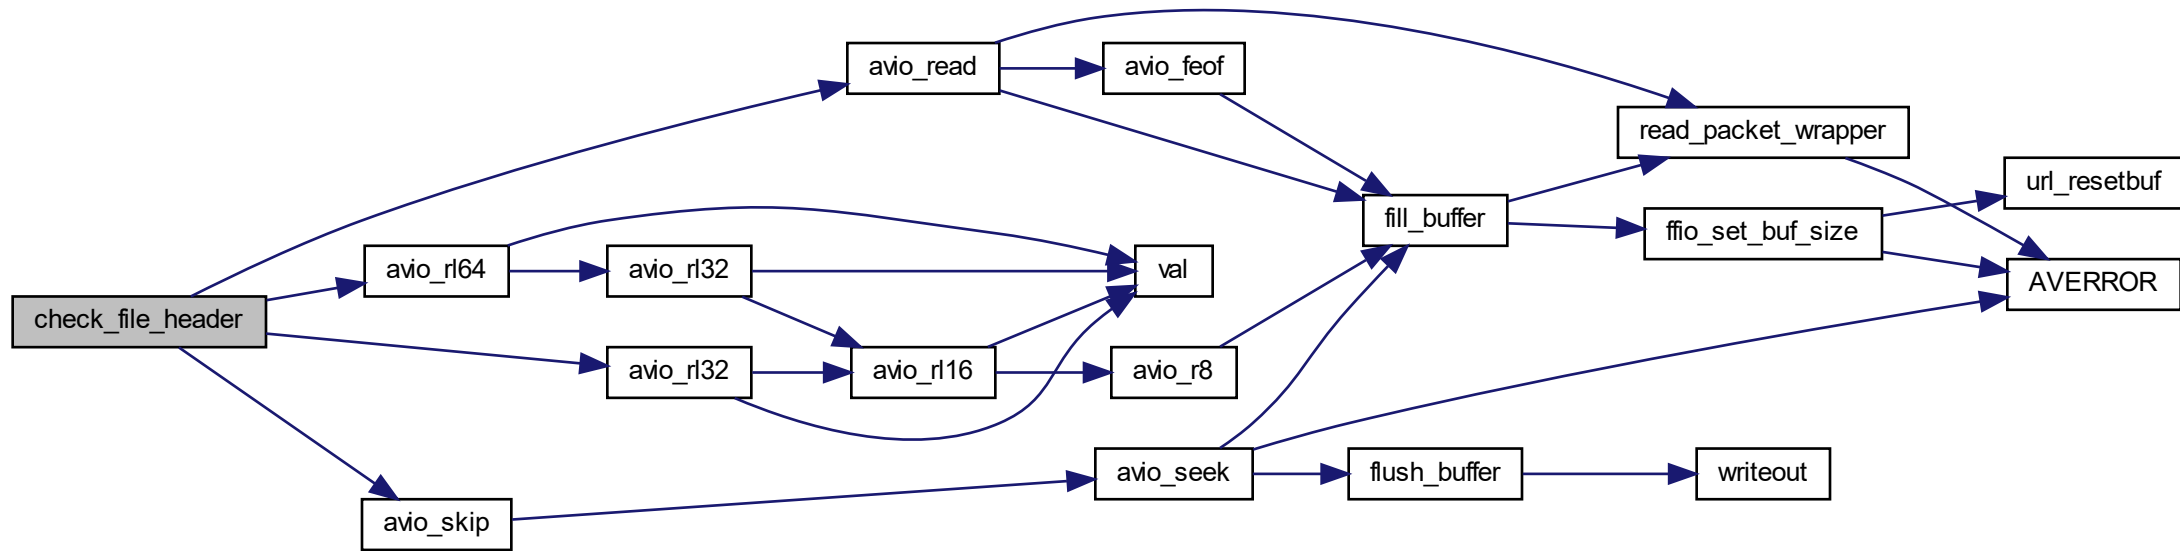 check_file_header
avio_read
avio_feof
read_packet_wrapper
url_resetbuf
fill_buffer
ffio_set_buf_size
avio_rl64
avio_rl32
val
AVERROR
avio_rl32
avio_rl16
avio_r8
avio_seek
flush_buffer
writeout
avio_skip